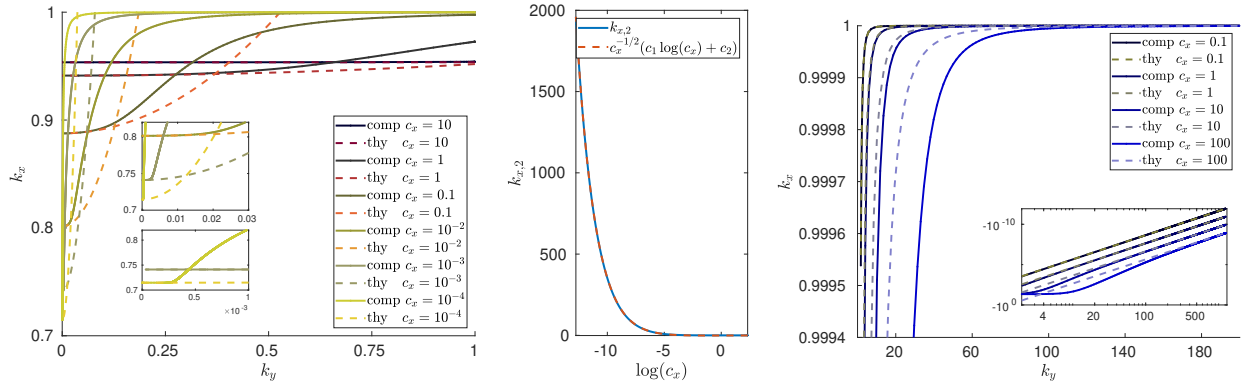 1
0.9
0.8
0.7
k_x
0
0.25
0.5
0.75
1
k_y
0.8
0.75
0.7
0
0.01
0.02
0.03
0.8
0.75
0.7
0
0.5
1
×10^{-3}
comp c_x = 10
thy c_x = 10
comp c_x = 1
thy c_x = 1
comp c_x = 0.1
thy c_x = 0.1
comp c_x = 10^{-2}
thy c_x = 10^{-2}
comp c_x = 10^{-3}
thy c_x = 10^{-3}
comp c_x = 10^{-4}
thy c_x = 10^{-4}
2000
1500
1000
500
0
k_{x,2}
-10
-5
0
log(c_x)
k_{x,2}
c_x^{-1/2}(c_1 log(c_x) + c_2)
1
0.9999
0.9998
0.9997
0.9996
0.9995
0.9994
k_x
20
60
100
140
180
k_y
comp c_x = 0.1
thy c_x = 0.1
comp c_x = 1
thy c_x = 1
comp c_x = 10
thy c_x = 10
comp c_x = 100
thy c_x = 100
-10^{-10}
-10^0
4
20
100
500